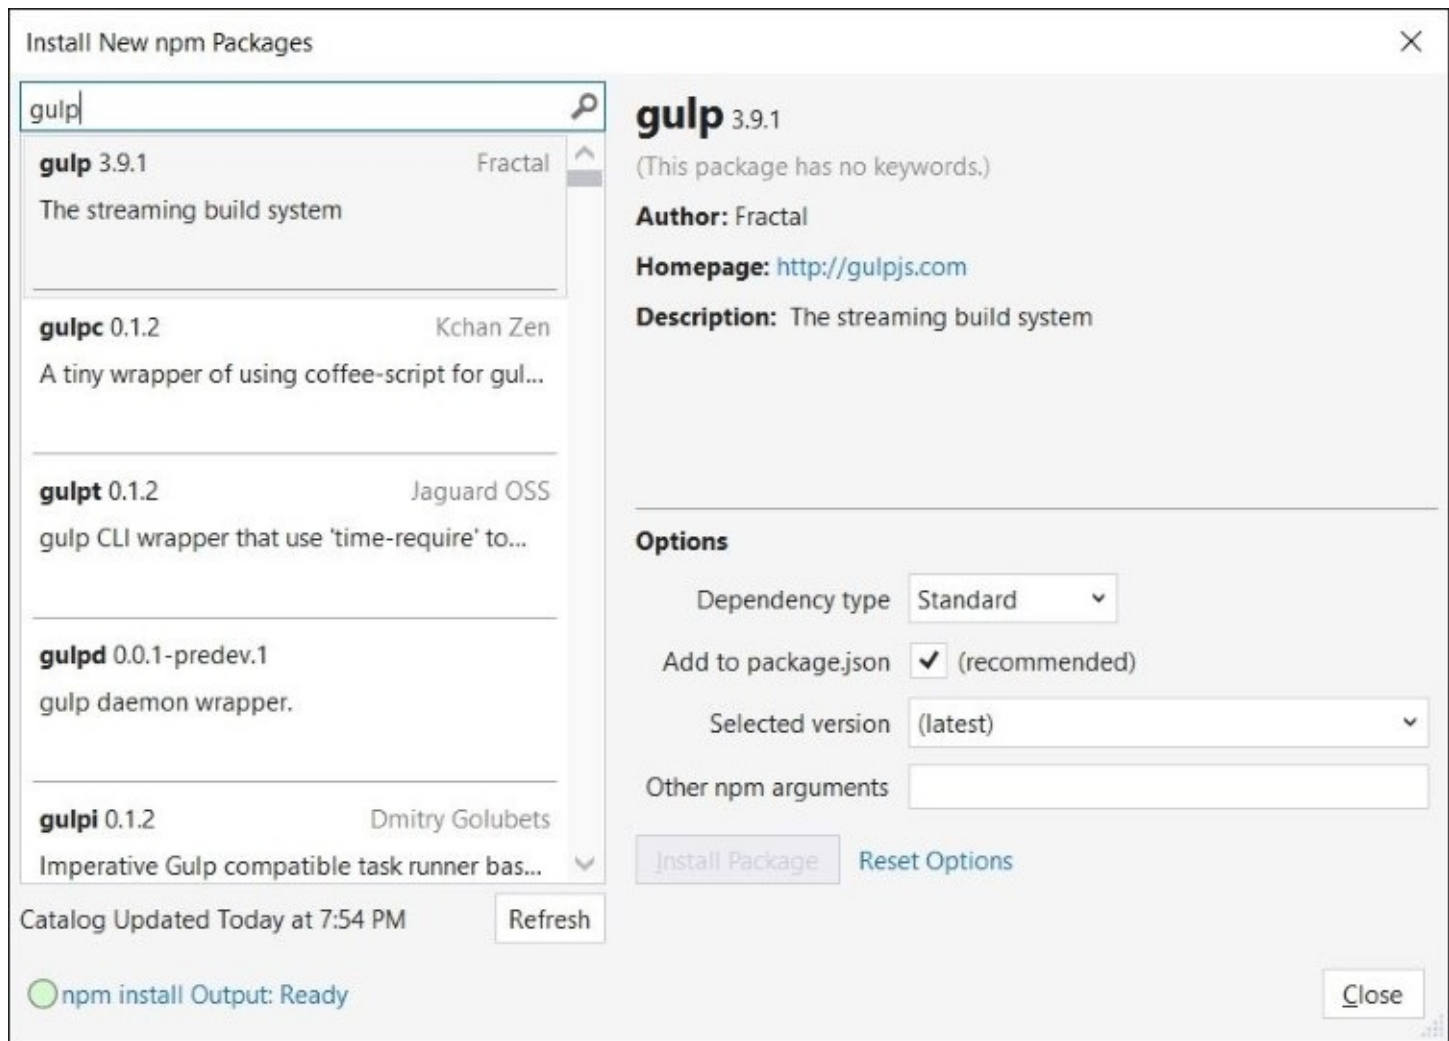 Install New npm Packages
gulp
gulp 3.9.1 Fractal
The streaming build system
gulpc 0.1.2 Kchan Zen
A tiny wrapper of using coffee-script for gul...
gulpt 0.1.2 Jaguard OSS
gulp CLI wrapper that use 'time-require' to...
gulpd 0.0.1-predev.1
gulp daemon wrapper.
gulpi 0.1.2 Dmitry Golubets
Imperative Gulp compatible task runner bas...
Catalog Updated Today at 7:54 PM Refresh
npm install Output: Ready
gulp 3.9.1
(This package has no keywords.)
Author: Fractal
Homepage: http://gulpjs.com
Description: The streaming build system
Options
Dependency type Standard
Add to package.json (recommended)
Selected version (latest)
Other npm arguments
Install Package Reset Options
Close